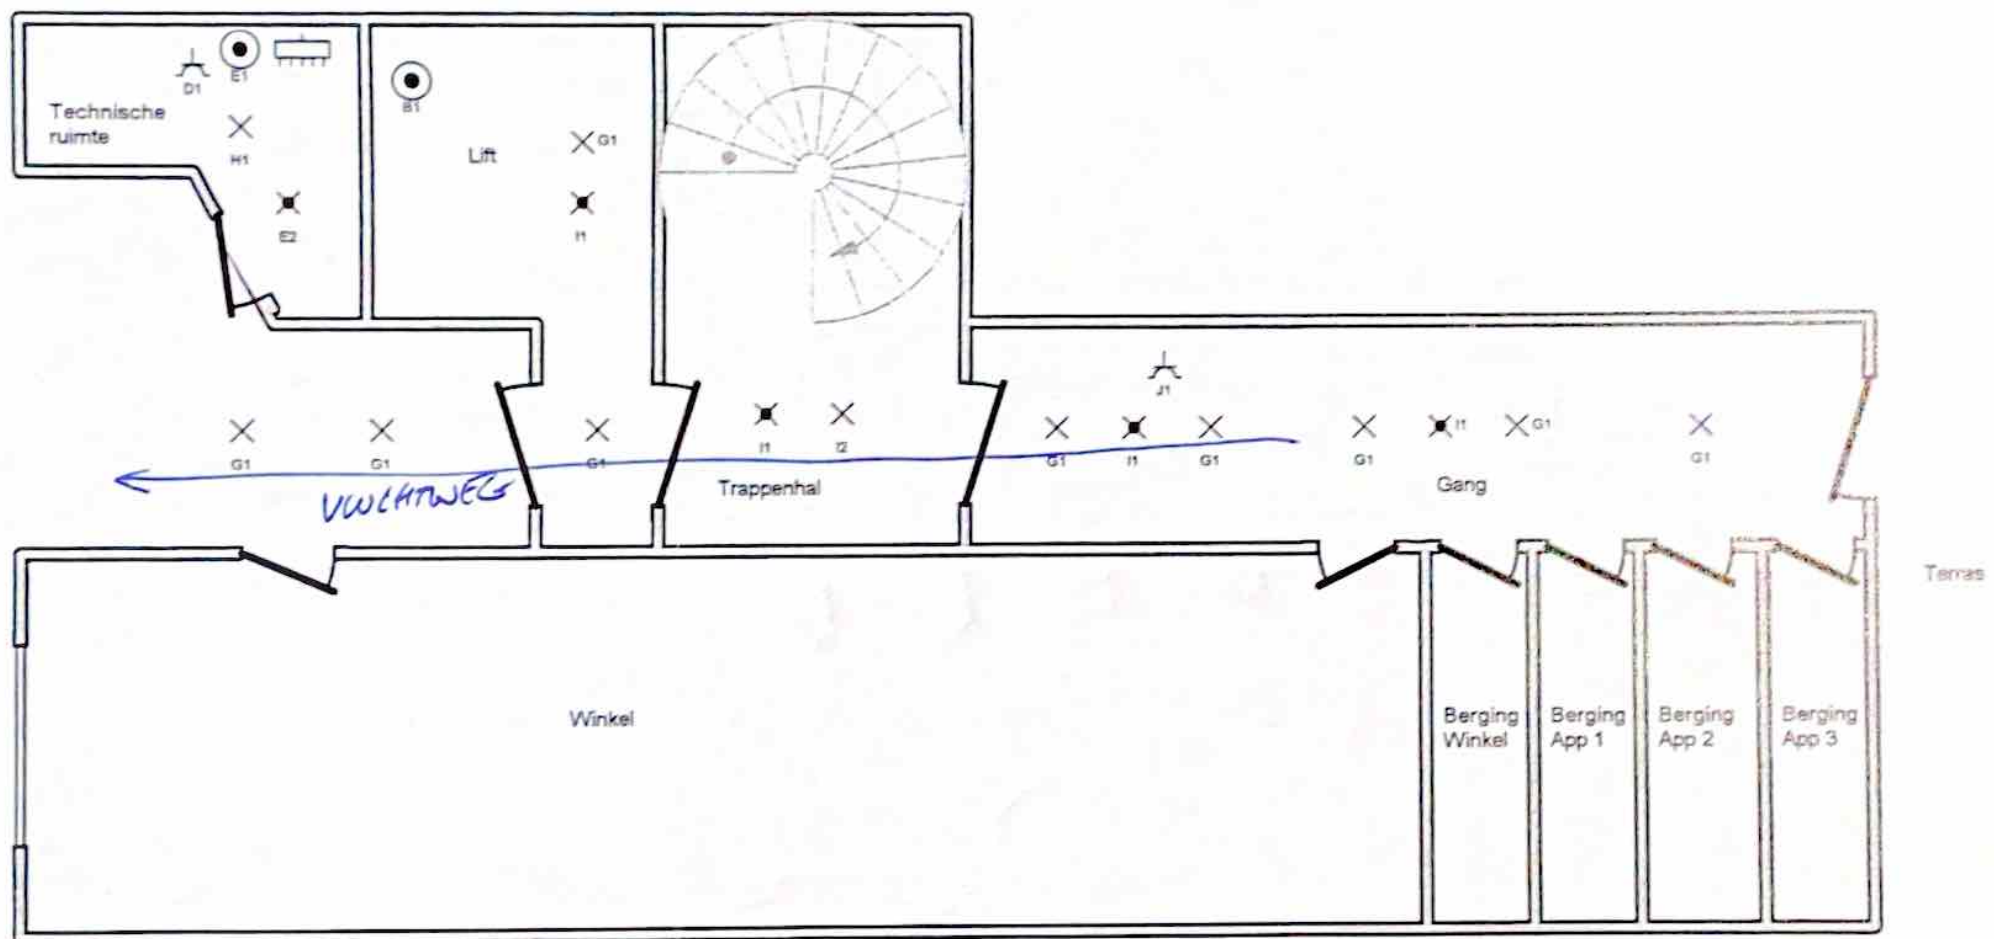 E1
D1
B1
Technische
ruimte
H1
Lift
G1
E2
I1
J1
G1
G1
G1
I1
I2
G1
I1
G1
G1
I1
G1
G1
VLUCHTWEG
Trappenhal
Gang
Terras
Winkel
Berging
Winkel
Berging
App 1
Berging
App 2
Berging
App 3